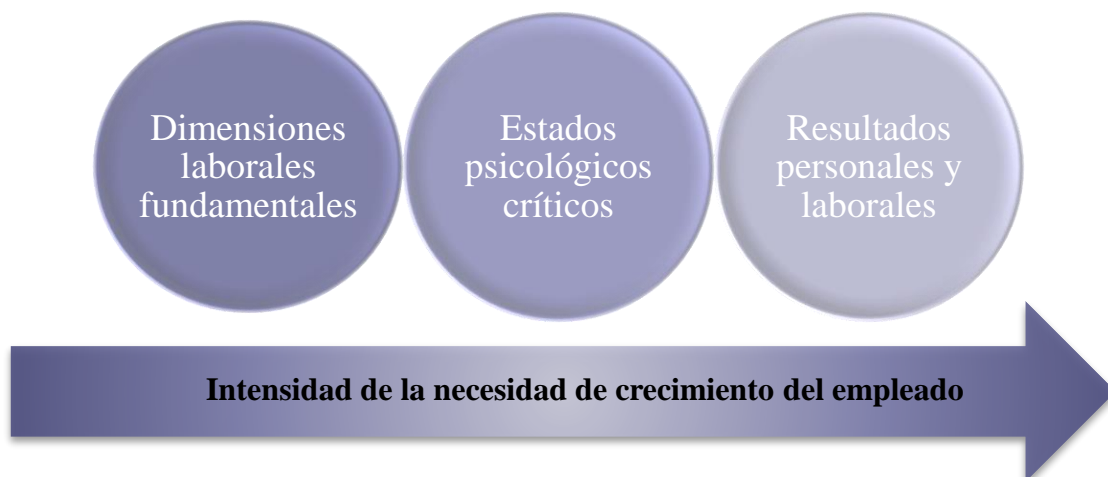 Dimensiones
laborales
fundamentales
Estados
psicológicos
críticos
Resultados
personales y
laborales
Intensidad de la necesidad de crecimiento del empleado